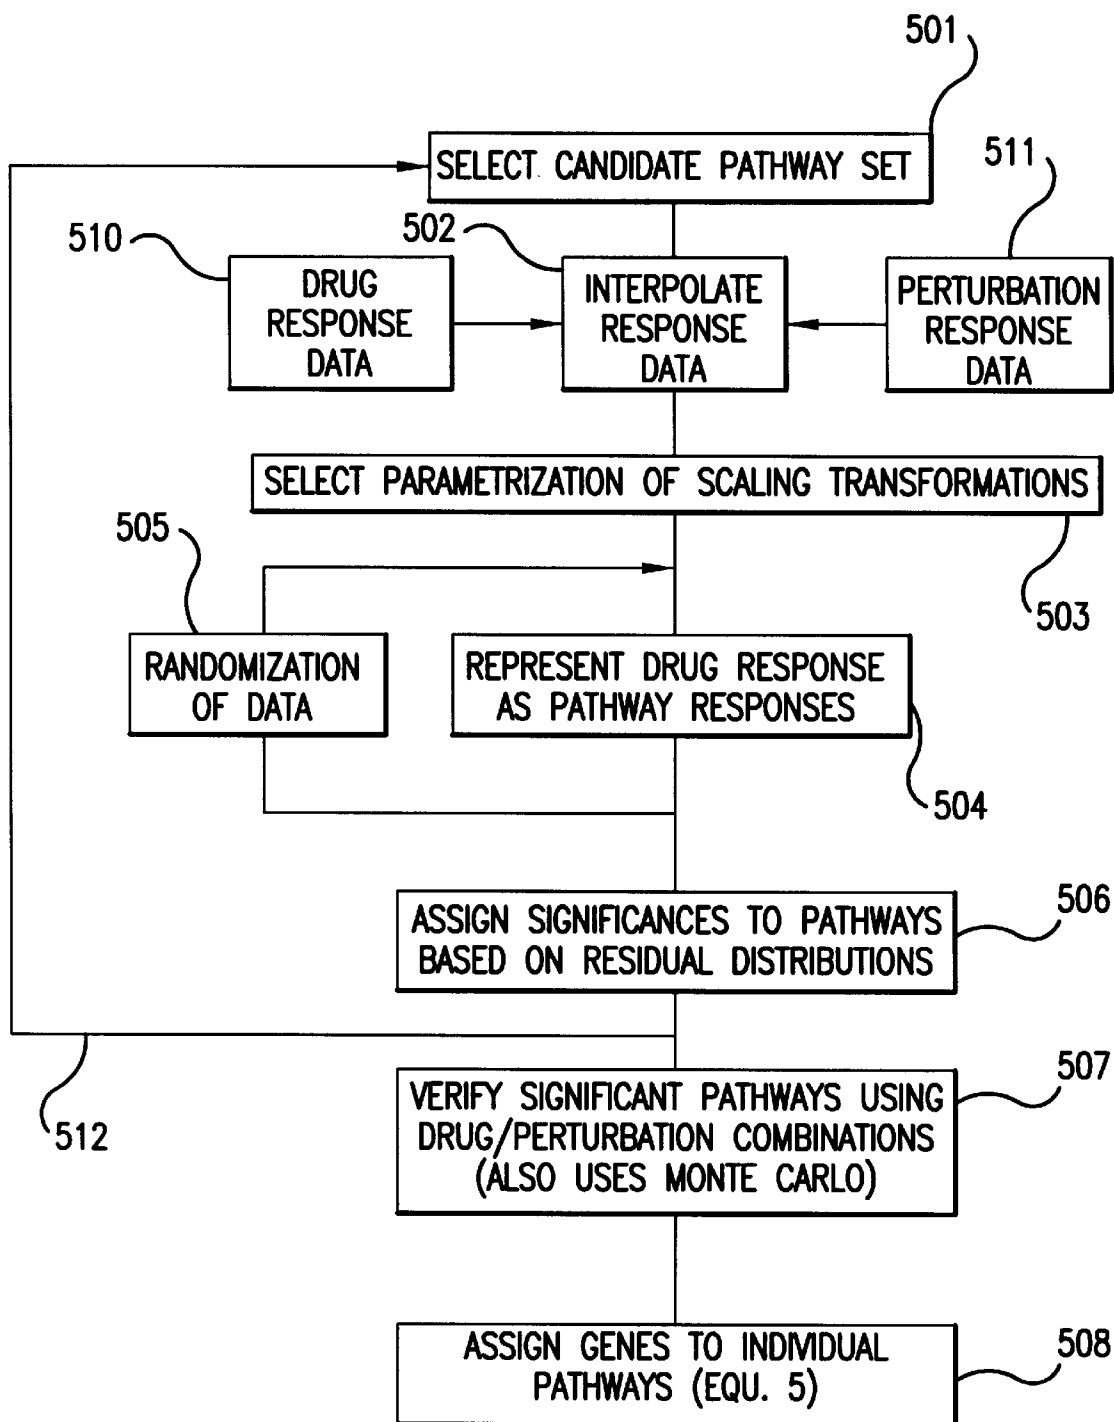 501
SELECT CANDIDATE PATHWAY SET
511
510
502
DRUG
RESPONSE
DATA
INTERPOLATE
RESPONSE
DATA
PERTURBATION
RESPONSE
DATA
SELECT PARAMETRIZATION OF SCALING TRANSFORMATIONS
505
503
RANDOMIZATION
OF DATA
REPRESENT DRUG RESPONSE
AS PATHWAY RESPONSES
504
506
ASSIGN SIGNIFICANCES TO PATHWAYS
BASED ON RESIDUAL DISTRIBUTIONS
507
512
VERIFY SIGNIFICANT PATHWAYS USING
DRUG/PERTURBATION COMBINATIONS
(ALSO USES MONTE CARLO)
508
ASSIGN GENES TO INDIVIDUAL
PATHWAYS (EQU. 5)